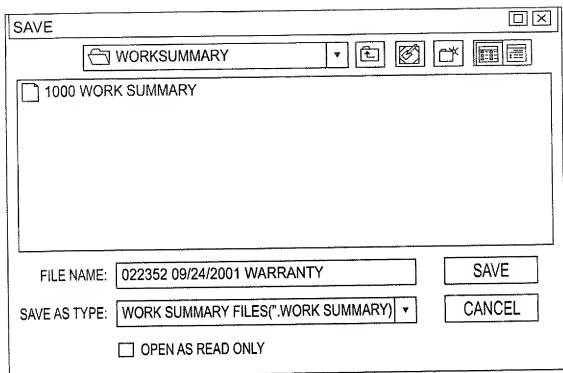 SAVE
WORKSUMMARY
1000 WORK SUMMARY
FILE NAME: 022352 09/24/2001 WARRANTY SAVE
SAVE AS TYPE: WORK SUMMARY FILES(".WORK SUMMARY) CANCEL
OPEN AS READ ONLY